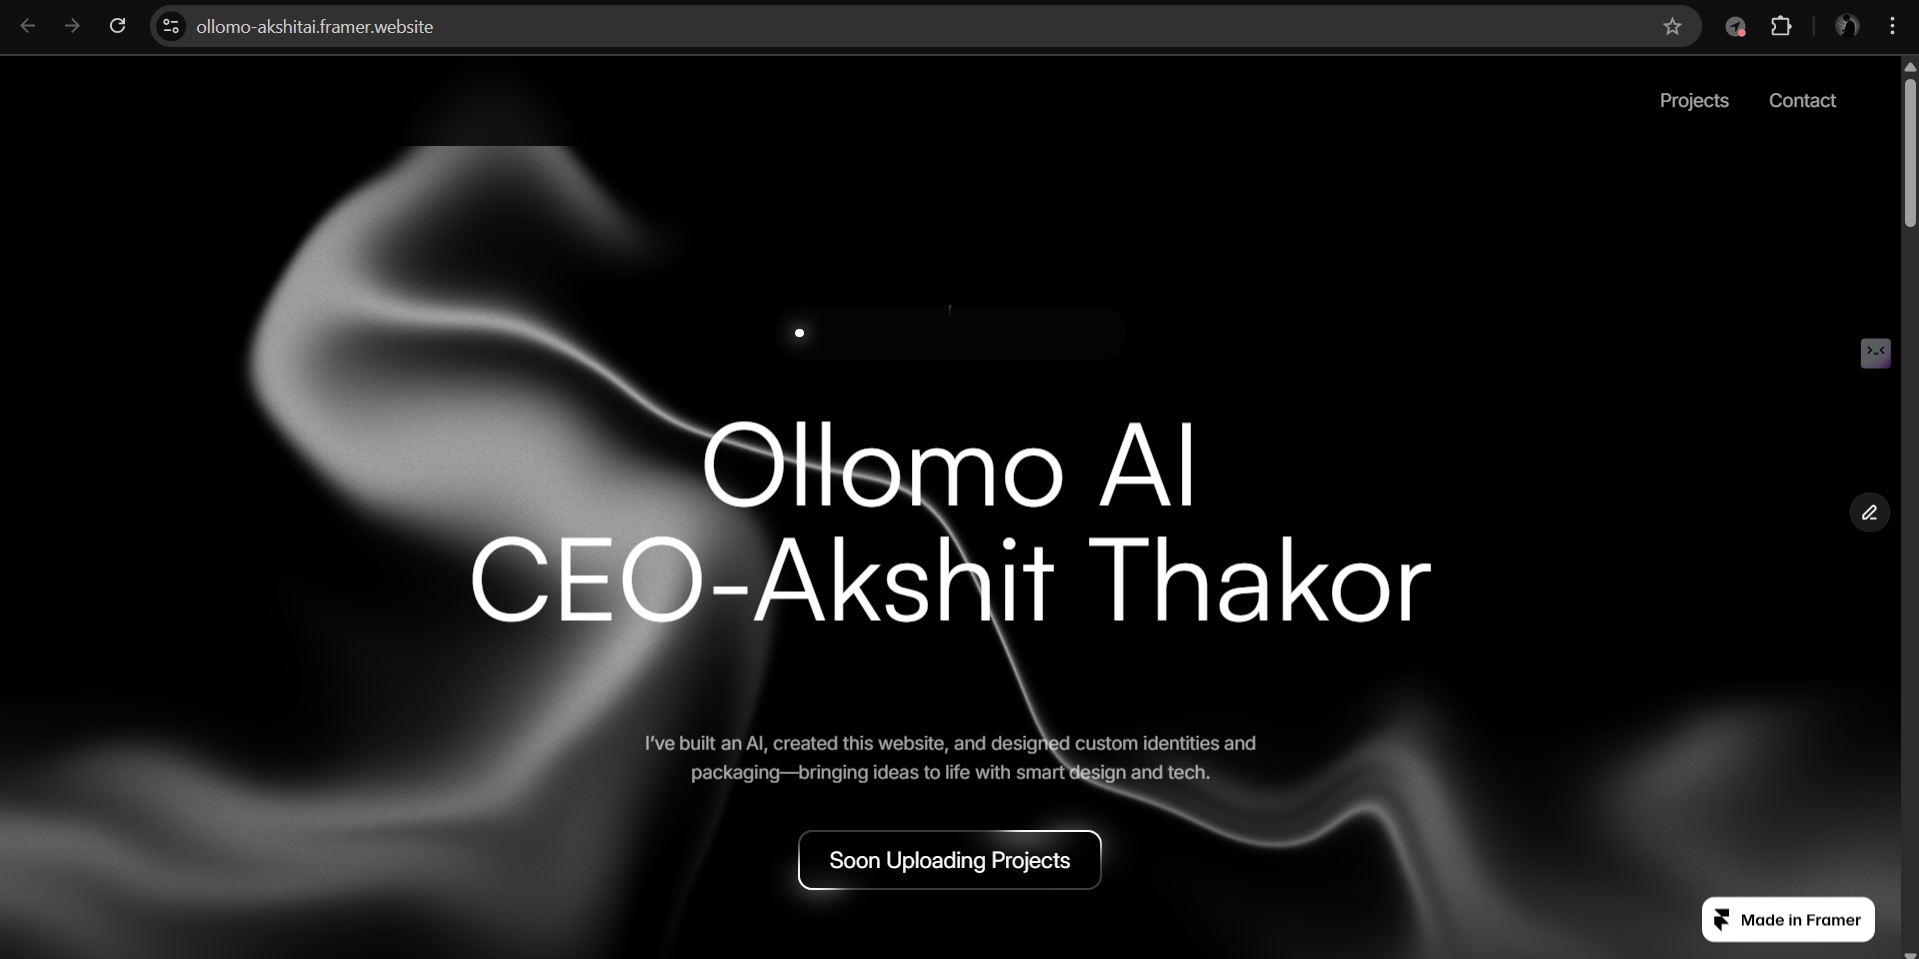 ollomo-akshitai.framer.website
Projects
Contact
Ollomo AI
CEO-Akshit Thakor
I've built an AI, created this website, and designed custom identities and
packaging—bringing ideas to life with smart design and tech.
Soon Uploading Projects
Made in Framer